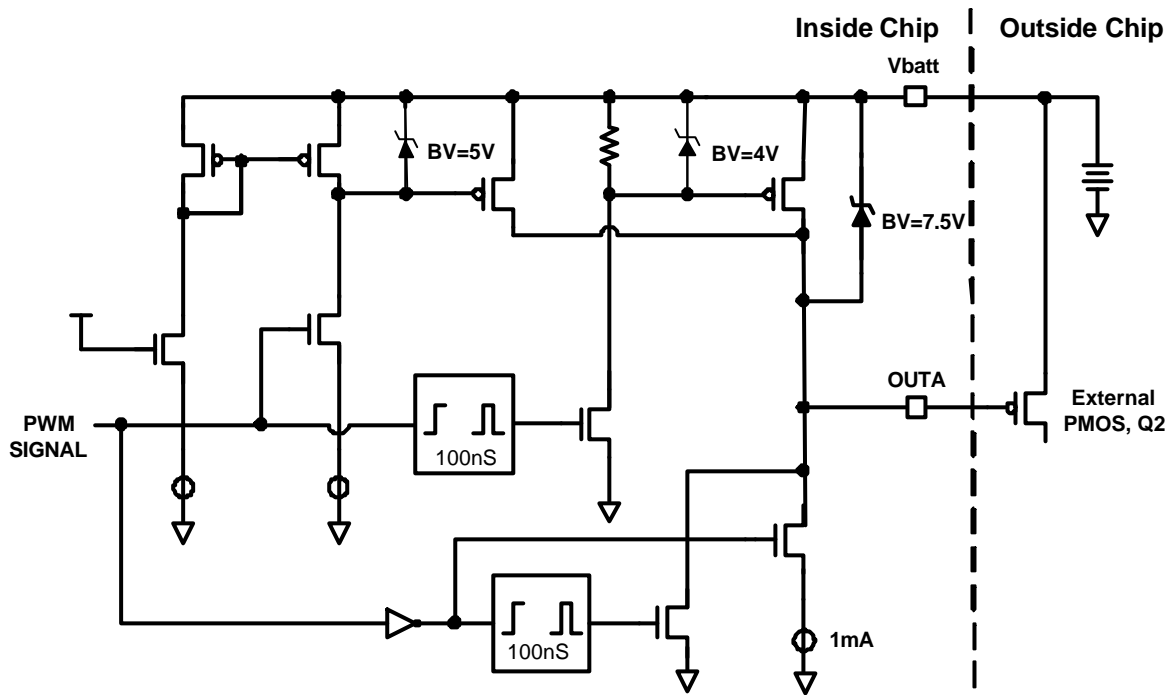 Inside Chip
Outside Chip
Vbatt
BV=5V
BV=4V
BV=7.5V
OUTA
External
PMOS, Q2
PWM
SIGNAL
100nS
1mA
100nS